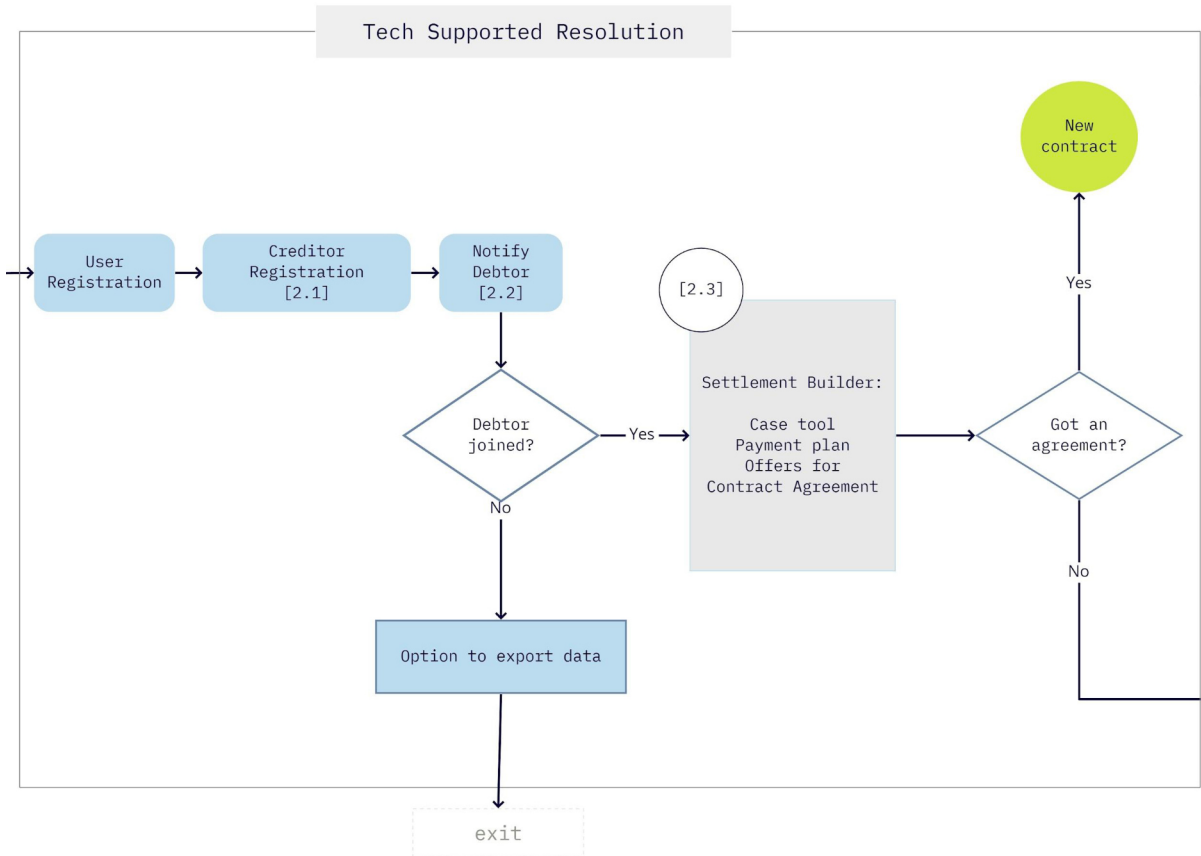 Tech Supported Resolution
New
contract
User
Registration
Creditor
Registration
[2.1]
Notify
Debtor
[2.2]
[2.3]
Yes
Settlement Builder:
Case tool
Payment plan
Offers for
Contract Agreement
Debtor
joined?
Yes
Got an
agreement?
No
No
Option to export data
exit